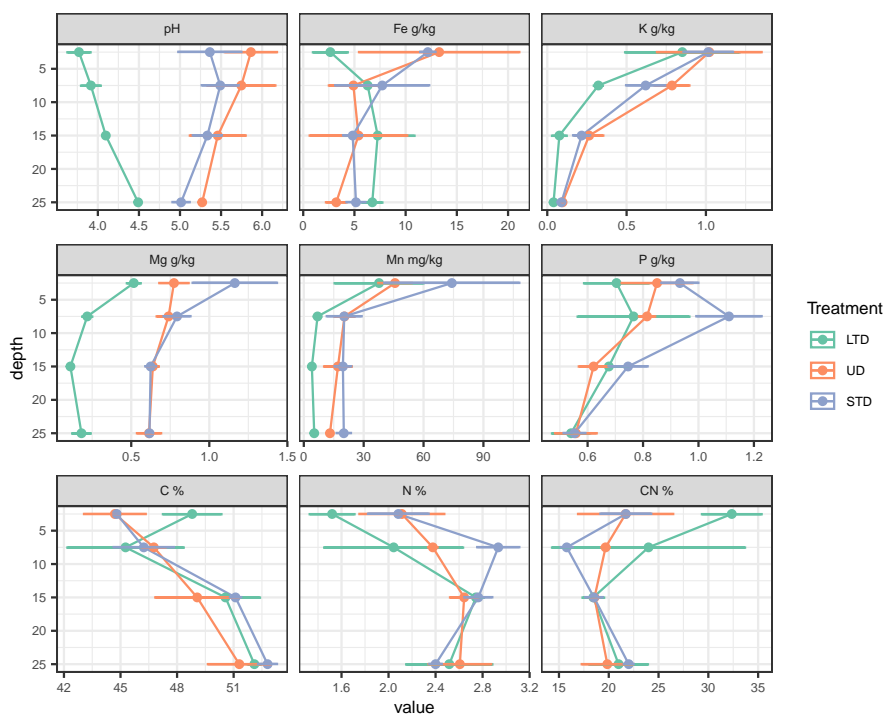 pH Fe g/kg K g/kg
5
10
15
20
25
4.0 4.5 5.0 5.5 6.0 0 5 10 15 20 0.0 0.5 1.0
Mg g/kg Mn mg/kg P g/kg
5
10
15
20
25
0.5 1.0 1.5 0 30 60 90 0.6 0.8 1.0 1.2
C % N % CN %
5
10
15
20
25
42 45 48 51 1.6 2.0 2.4 2.8 3.2 15 20 25 30 35
depth
value
Treatment
LTD
UD
STD